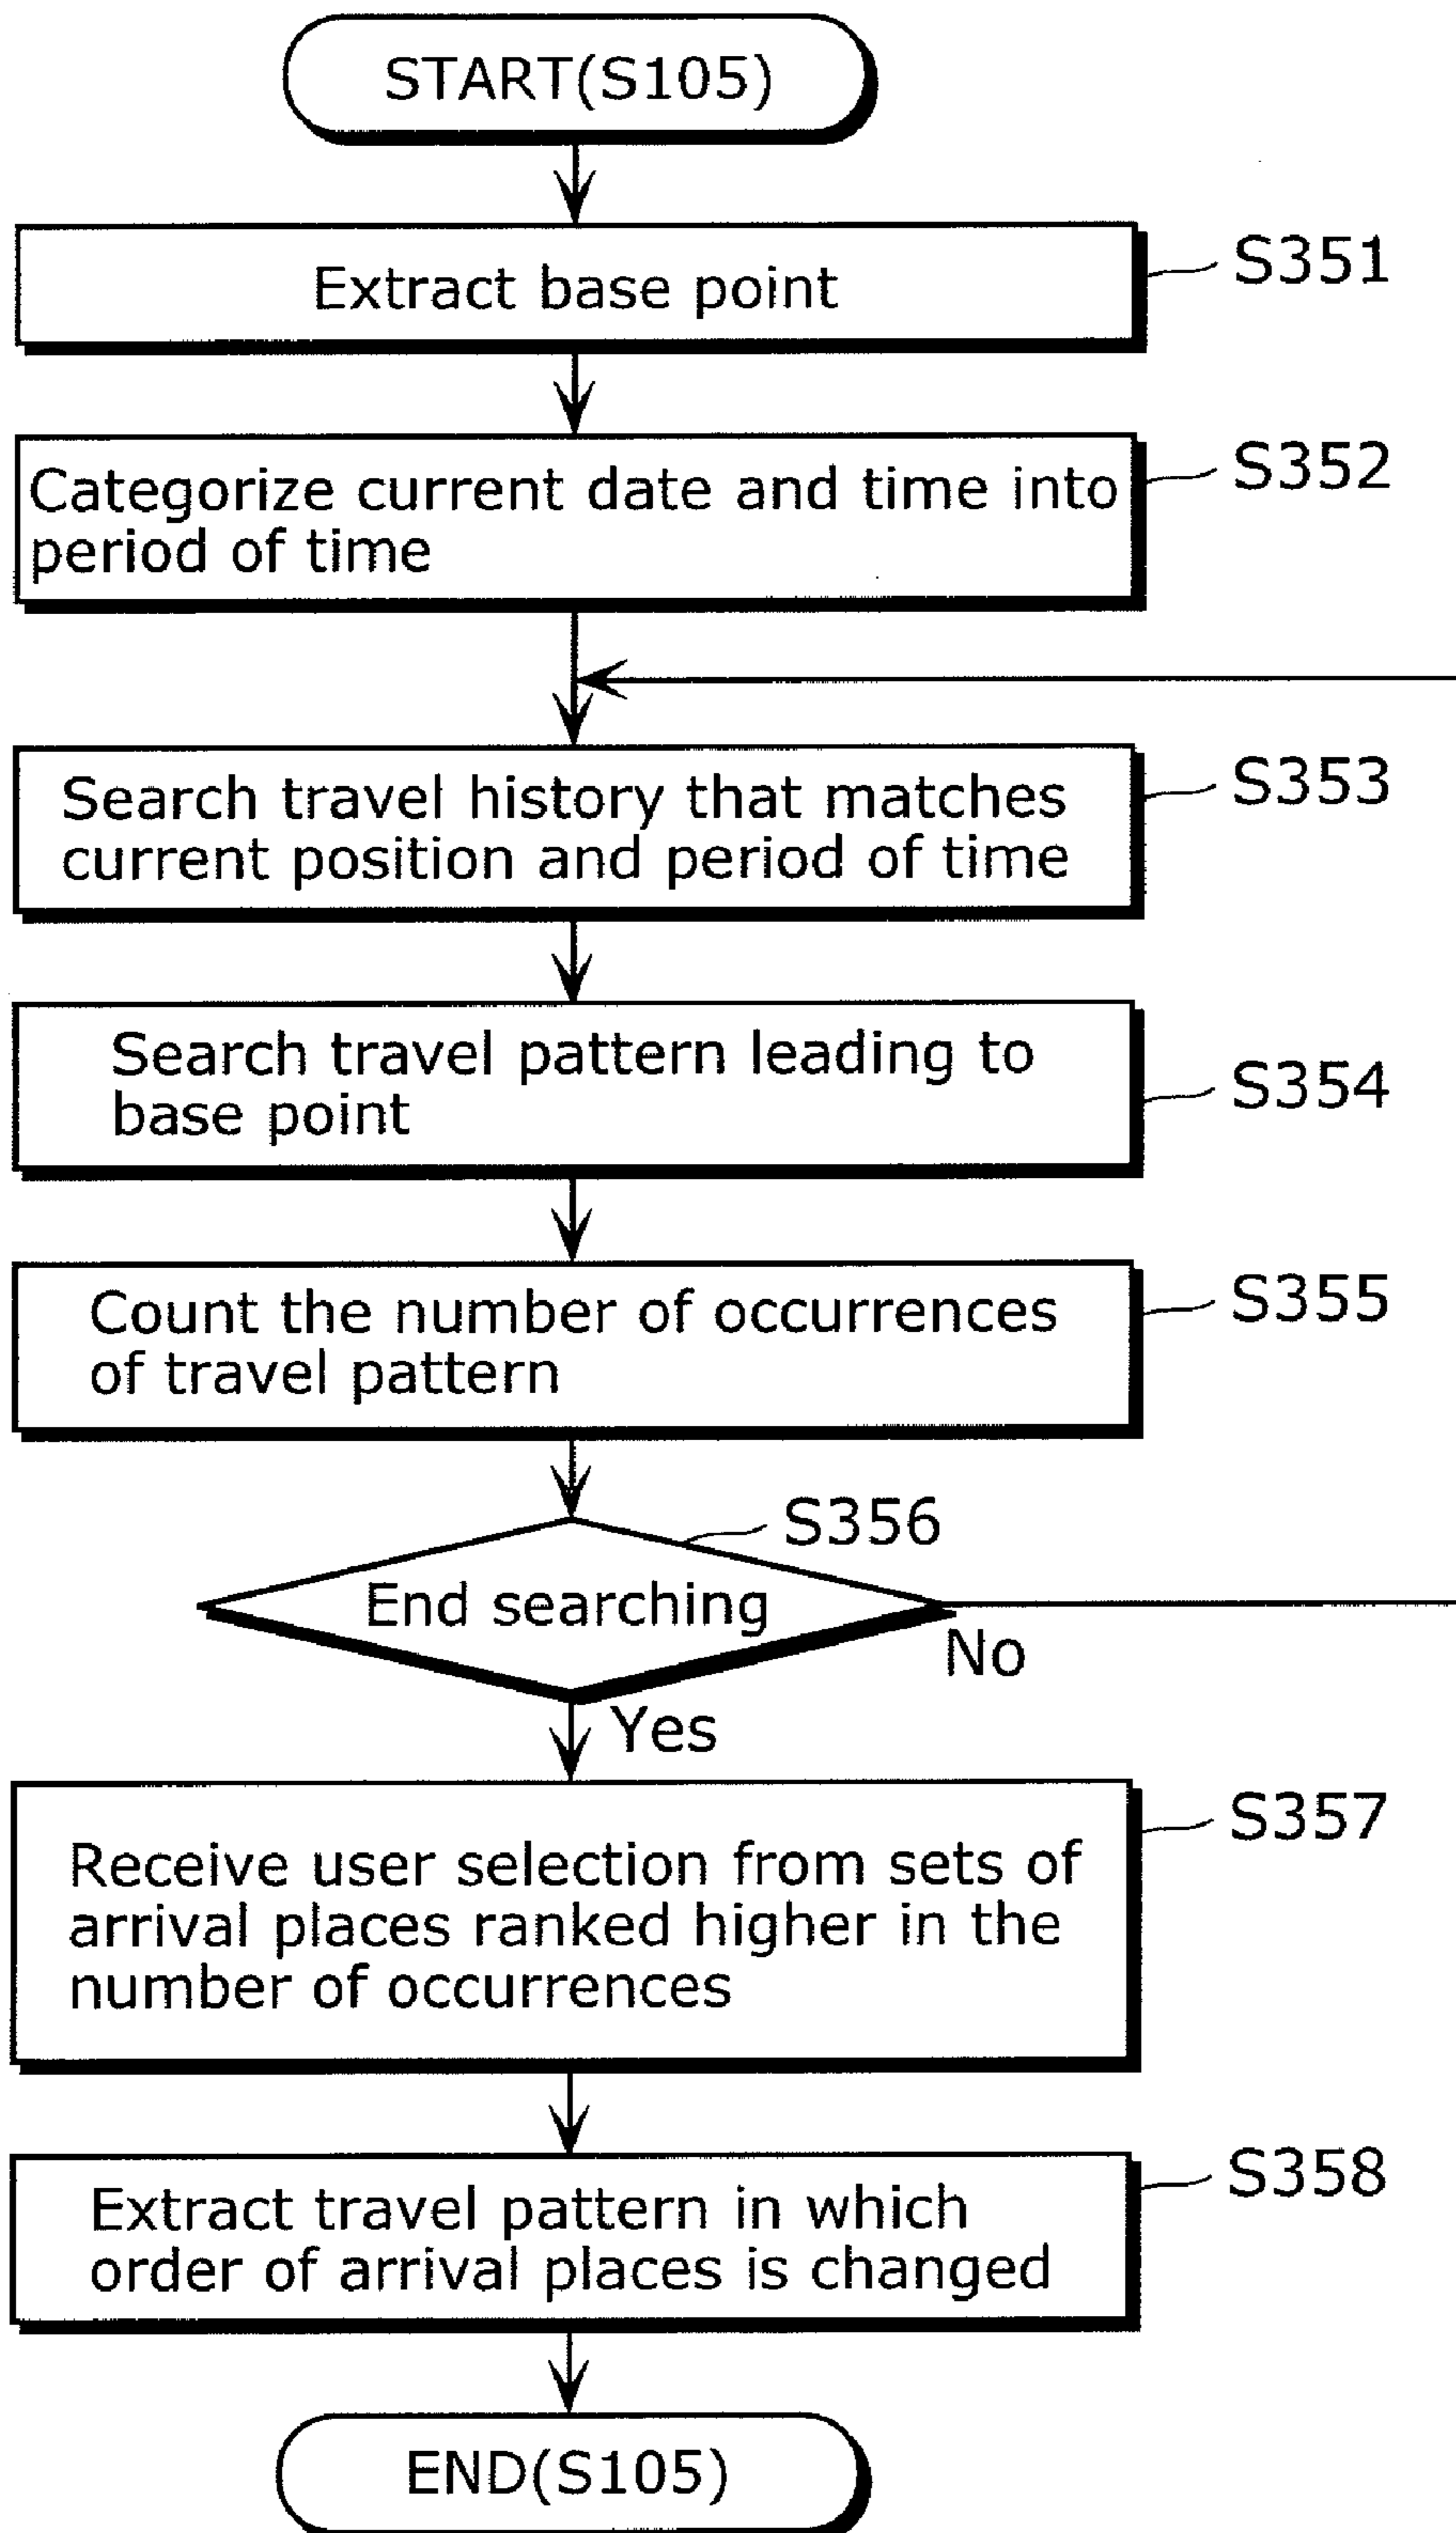 START(S105)
Extract base point
S351
Categorize current date and time into
period of time
S352
Search travel history that matches
current position and period of time
S353
Search travel pattern leading to
base point
S354
Count the number of occurrences
of travel pattern
S355
S356
End searching
No
Yes
Receive user selection from sets of
arrival places ranked higher in the
number of occurrences
S357
Extract travel pattern in which
order of arrival places is changed
S358
END(S105)